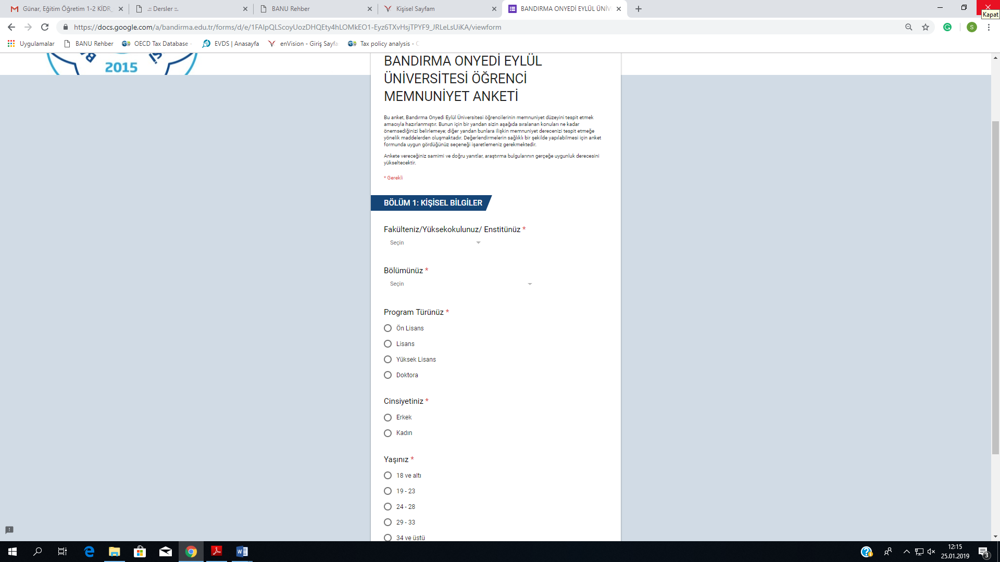 Günar, Eğitim Öğretim 1-2 KİDR_
.:: Dersler ::.
BANU Rehber
Kişisel Sayfam
BANDIRMA ONYEDİ EYLÜL ÜNİV
Kapat
https://docs.google.com/a/bandirma.edu.tr/forms/d/e/1FAIpQLScoyUozDHQEty4hLOMkEO1-Eyz6TXvHsjTPYF9_JRLeLsUiKA/viewform
S
Uygulamalar
BANU Rehber
OECD Tax Database -
EVDS | Anasayfa
enVision - Giriş Sayfa
Tax policy analysis -
2015
BANDIRMA ONYEDİ EYLÜL
ÜNİVERSİTESİ ÖĞRENCİ
MEMNUNİYET ANKETİ
Bu anket, Bandırma Onyedi Eylül Üniversitesi öğrencilerinin memnuniyet düzeyini tespit etmek
amacıyla hazırlanmıştır. Bunun için bir yandan sizin aşağıda sıralanan konuları ne kadar
önemsediğinizi belirlemeye; diğer yandan bunlara ilişkin memnuniyet derecenizi tespit etmeğe
yönelik maddelerden oluşmaktadır. Değerlendirmelerin sağlıklı bir şekilde yapılabilmesi için anket
formunda uygun gördüğünüz seçeneği işaretlemeniz gerekmektedir.
Ankete vereceğiniz samimi ve doğru yanıtlar, araştırma bulgularının gerçeğe uygunluk derecesini
yükseltecektir.
* Gerekli
BÖLÜM 1: KİŞİSEL BİLGİLER
Fakülteniz/Yüksekokulunuz/ Enstitünüz *
Seçin
Bölümünüz *
Seçin
Program Türünüz *
Ön Lisans
Lisans
Yüksek Lisans
Doktora
Cinsiyetiniz *
Erkek
Kadın
Yaşınız *
18 ve altı
19 - 23
24 - 28
29 - 33
34 ve üstü
12:15
25.01.2019
3